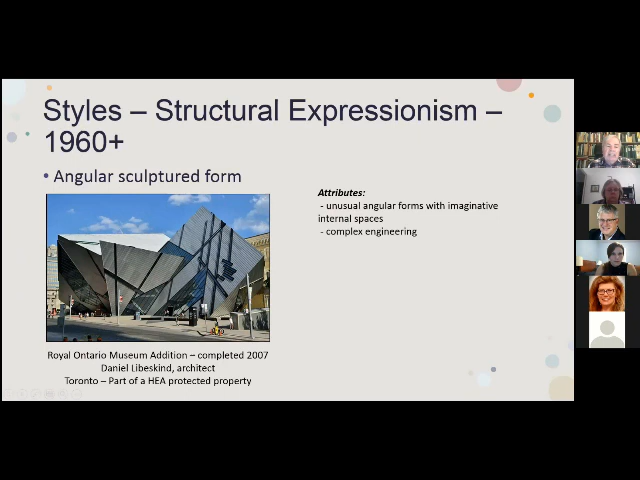 Styles – Structural Expressionism –
1960+
• Angular sculptured form
Attributes:
- unusual angular forms with imaginative
internal spaces
- complex engineering
Royal Ontario Museum Addition – completed 2007
Daniel Libeskind, architect
Toronto – Part of a HEA protected property